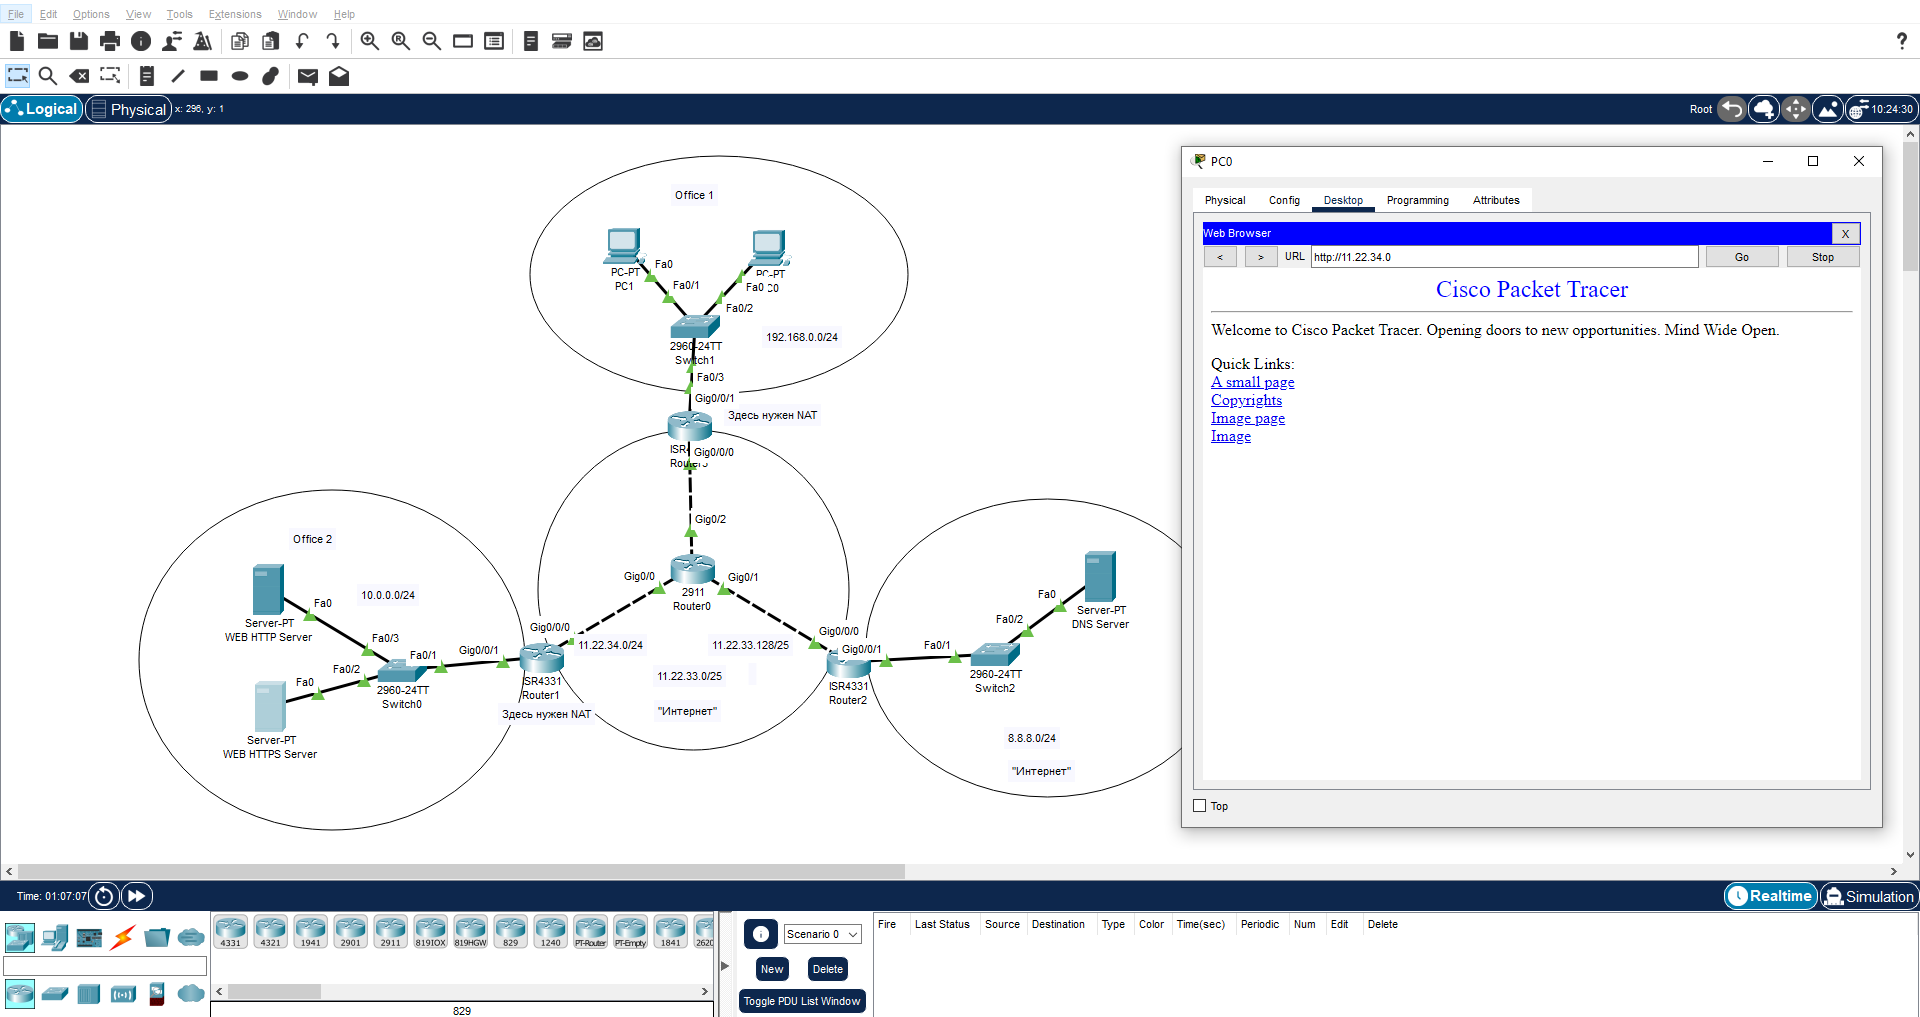 File Edit Options View Tools Extensions Window Help
?
Logical Physical x: 296, y: 1
Root 10:24:30
Office 1
PC-PT
PC1
Fa0
Fa0/1
PC-PT
Fa0
C0
Fa0/2
192.168.0.0/24
2960-24TT
Switch1
Fa0/3
Gig0/0/1
Здесь нужен NAT
ISR4
Gig0/0/0
Gig0/2
Gig0/0
Gig0/1
2911
Router0
Office 2
10.0.0.0/24
Fa0
Server-PT
WEB HTTP Server
Fa0/3
Fa0/1
Gig0/0/1
Gig0/0/0
11.22.34.0/24
11.22.33.128/25
11.22.33.0/25
"Интернет"
Fa0/2
Fa0
2960-24TT
Switch0
ISR4331
Router1
Здесь нужен NAT
Server-PT
WEB HTTPS Server
Gig0/0/0
Gig0/0/1
ISR4331
Router2
Fa0/1
Fa0/2
Fa0
Server-PT
DNS Server
2960-24TT
Switch2
8.8.8.0/24
"Интернет"
PC0
Physical Config Desktop Programming Attributes
Web Browser X
< > URL http://11.22.34.0 Go Stop
Cisco Packet Tracer
Welcome to Cisco Packet Tracer. Opening doors to new opportunities. Mind Wide Open.
Quick Links:
A small page
Copyrights
Image page
Image
Top
Time: 01:07:07
Realtime Simulation
4331 4321 1941 2901 2911 819IOX 819HGW 829 1240 PT-Router PT-Empty 1841 2620
829
Scenario 0
New Delete
Toggle PDU List Window
Fire Last Status Source Destination Type Color Time(sec) Periodic Num Edit Delete